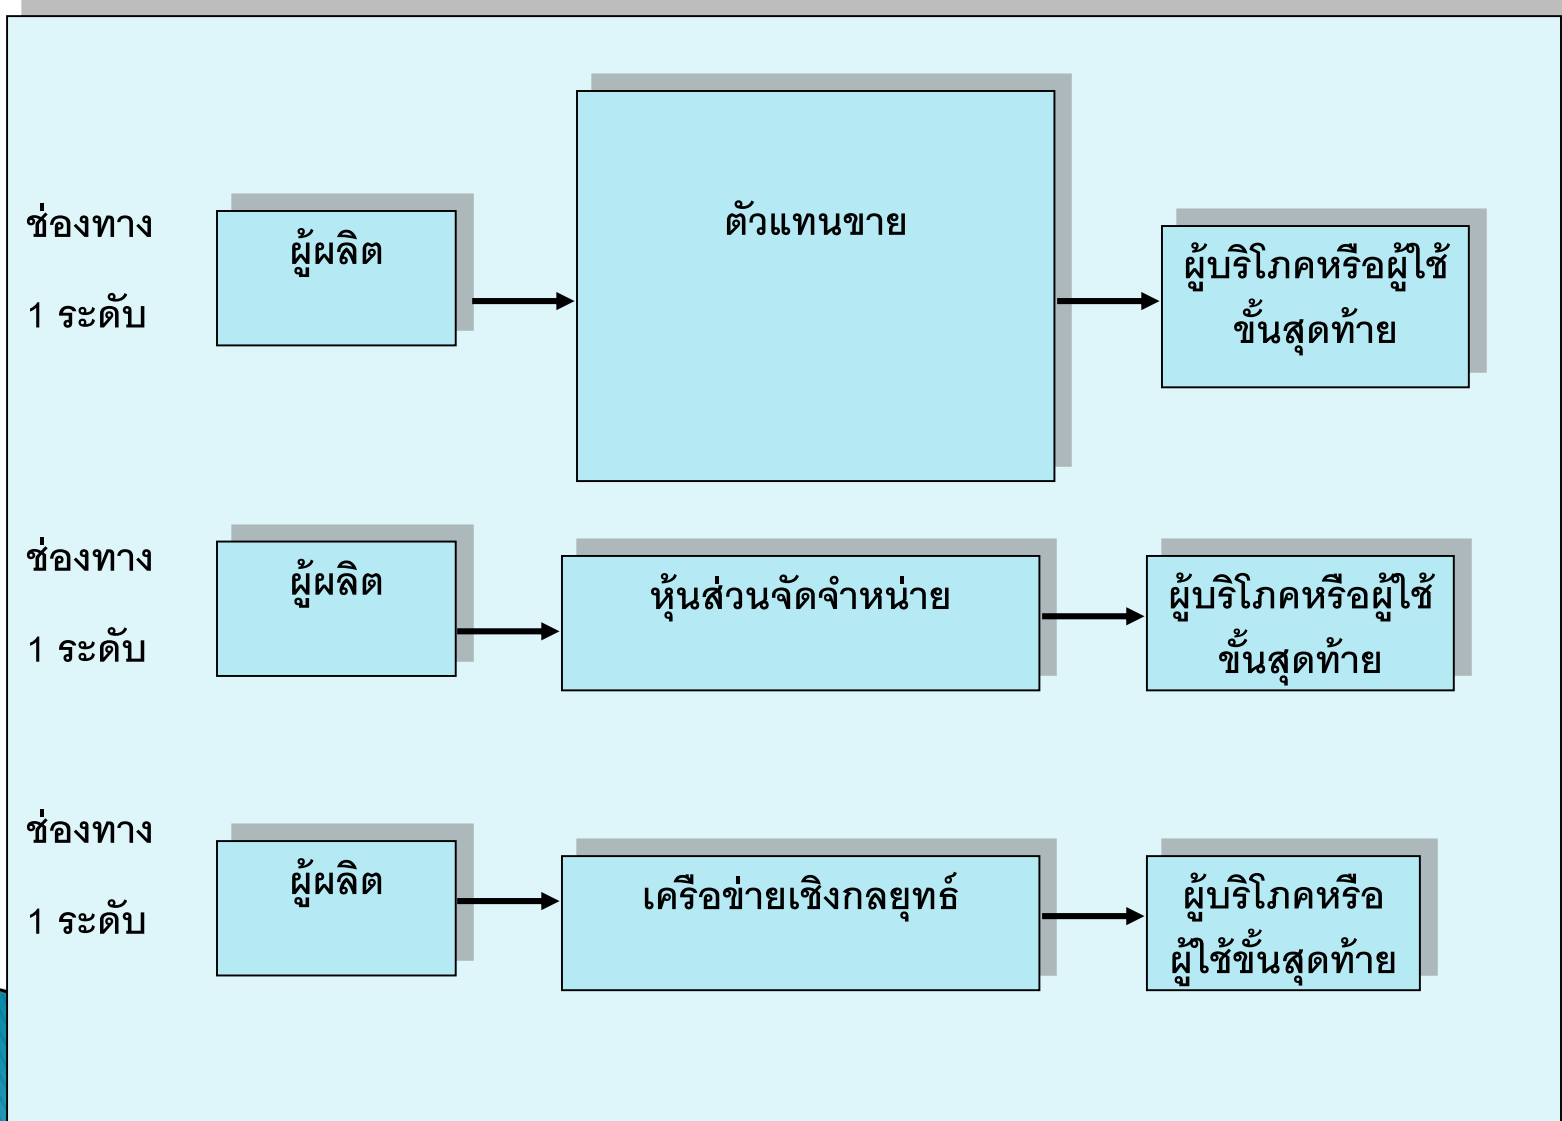 ช่องทาง
1 ระดับ
ผู้ผลิต
ตัวแทนขาย
ผู้บริโภคหรือผู้ใช้
ขั้นสุดท้าย
ช่องทาง
1 ระดับ
ผู้ผลิต
หุ้นส่วนจัดจำหน่าย
ผู้บริโภคหรือผู้ใช้
ขั้นสุดท้าย
ช่องทาง
1 ระดับ
ผู้ผลิต
เครือข่ายเชิงกลยุทธ์
ผู้บริโภคหรือ
ผู้ใช้ขั้นสุดท้าย